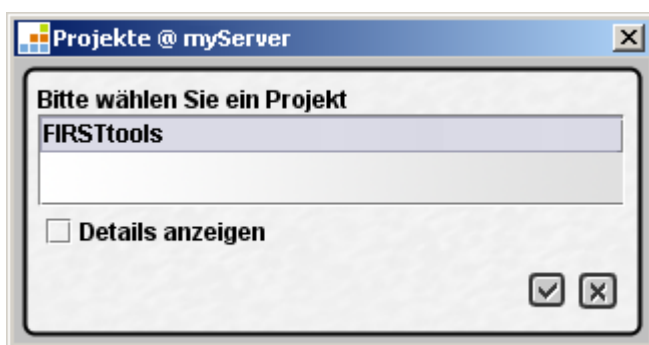 Projekte @ myServer
Bitte wählen Sie ein Projekt
FIRSTtools
Details anzeigen